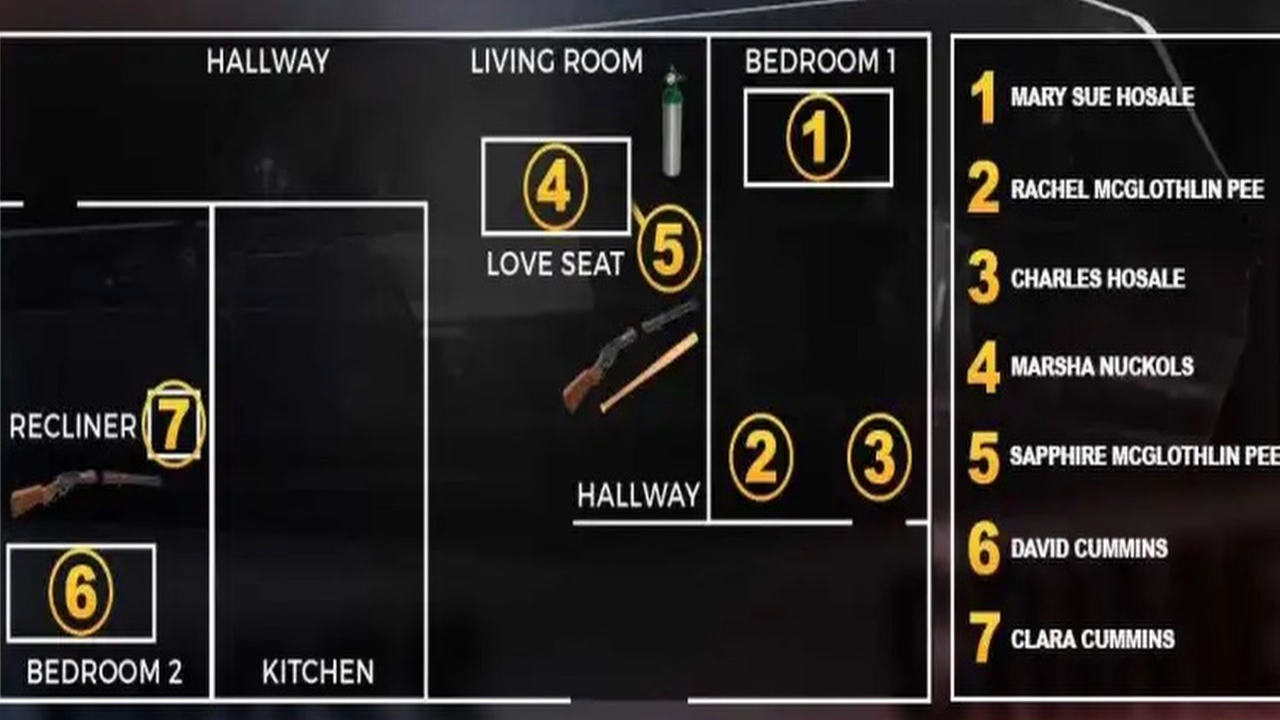 HALLWAY
LIVING ROOM
BEDROOM 1
1
4
5
LOVE SEAT
RECLINER 7
2
3
HALLWAY
6
BEDROOM 2
KITCHEN
1 MARY SUE HOSALE
2 RACHEL MCGLOTHLIN PEE
3 CHARLES HOSALE
4 MARSHA NUCKOLS
5 SAPPHIRE MCGLOTHLIN PEE
6 DAVID CUMMINS
7 CLARA CUMMINS